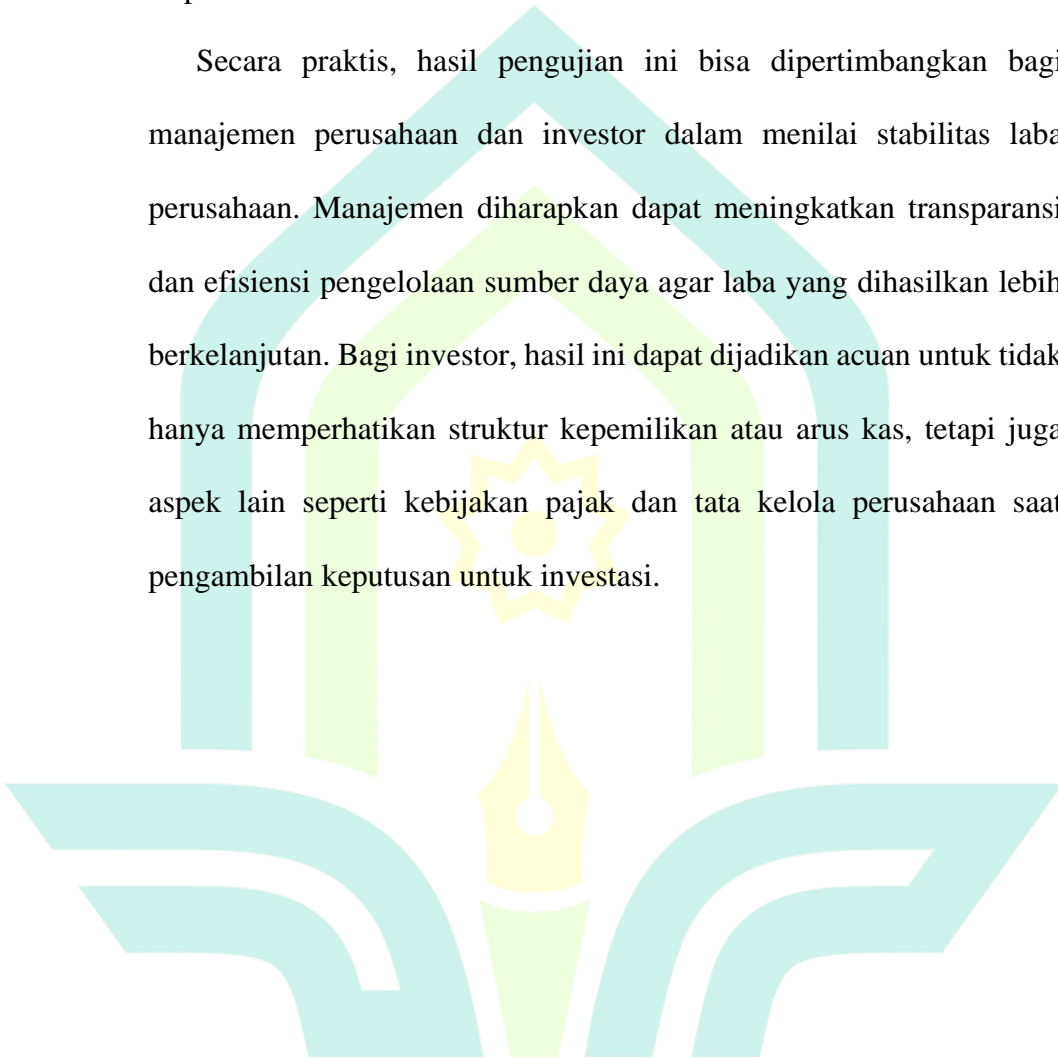 Secara praktis, hasil pengujian ini bisa dipertimbangkan bagi
manajemen perusahaan dan investor dalam menilai stabilitas laba
perusahaan. Manajemen diharapkan dapat meningkatkan transparansi
dan efisiensi pengelolaan sumber daya agar laba yang dihasilkan lebih
berkelanjutan. Bagi investor, hasil ini dapat dijadikan acuan untuk tidak
hanya memperhatikan struktur kepemilikan atau arus kas, tetapi juga
aspek lain seperti kebijakan pajak dan tata kelola perusahaan saat
pengambilan keputusan untuk investasi.